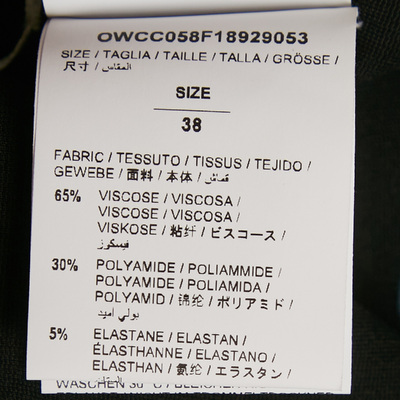 OWCC058F18929053
SIZE / TAGLIA / TAILLE / TALLA / GRÖSSE /
尺寸 / المقاس /
SIZE
38
FABRIC / TESSUTO / TISSUS / TEJIDO /
GEWEBE / 面料 / 本体 / قماش /
65% VISCOSE / VISCOSA /
VISCOSE / VISCOSA /
VISKOSE / 粘纤 / ビスコース /
فيسكوز
30% POLYAMIDE / POLIAMMIDE /
POLYAMIDE / POLIAMIDA /
POLYAMID / 锦纶 / ポリアミド /
بولي اميد
5% ELASTANE / ELASTAN /
ÉLASTHANNE / ELASTANO /
ELASTHAN / 氨纶 / エラスタン /